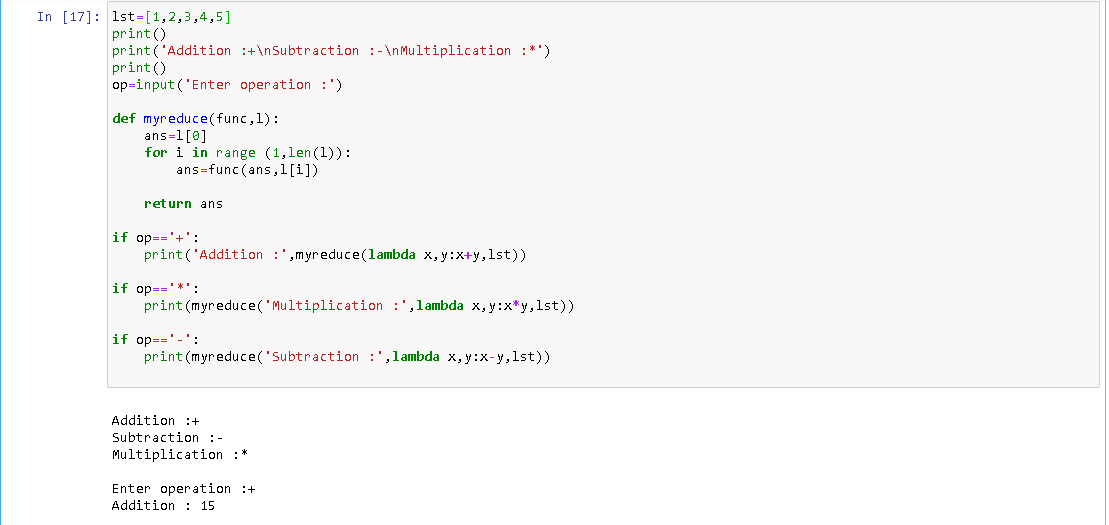 In [17]: lst=[1,2,3,4,5]
print()
print('Addition :+\nSubtraction :-\nMultiplication :*')
print()
op=input('Enter operation :')
def myreduce(func,l):
    ans=l[0]
    for i in range (1,len(l)):
        ans=func(ans,l[i])
    return ans
if op=='+':
    print('Addition :',myreduce(lambda x,y:x+y,lst))
if op=='*':
    print(myreduce('Multiplication :',lambda x,y:x*y,lst))
if op=='-':
    print(myreduce('Subtraction :',lambda x,y:x-y,lst))
Addition :+
Subtraction :-
Multiplication :*
Enter operation :+
Addition : 15